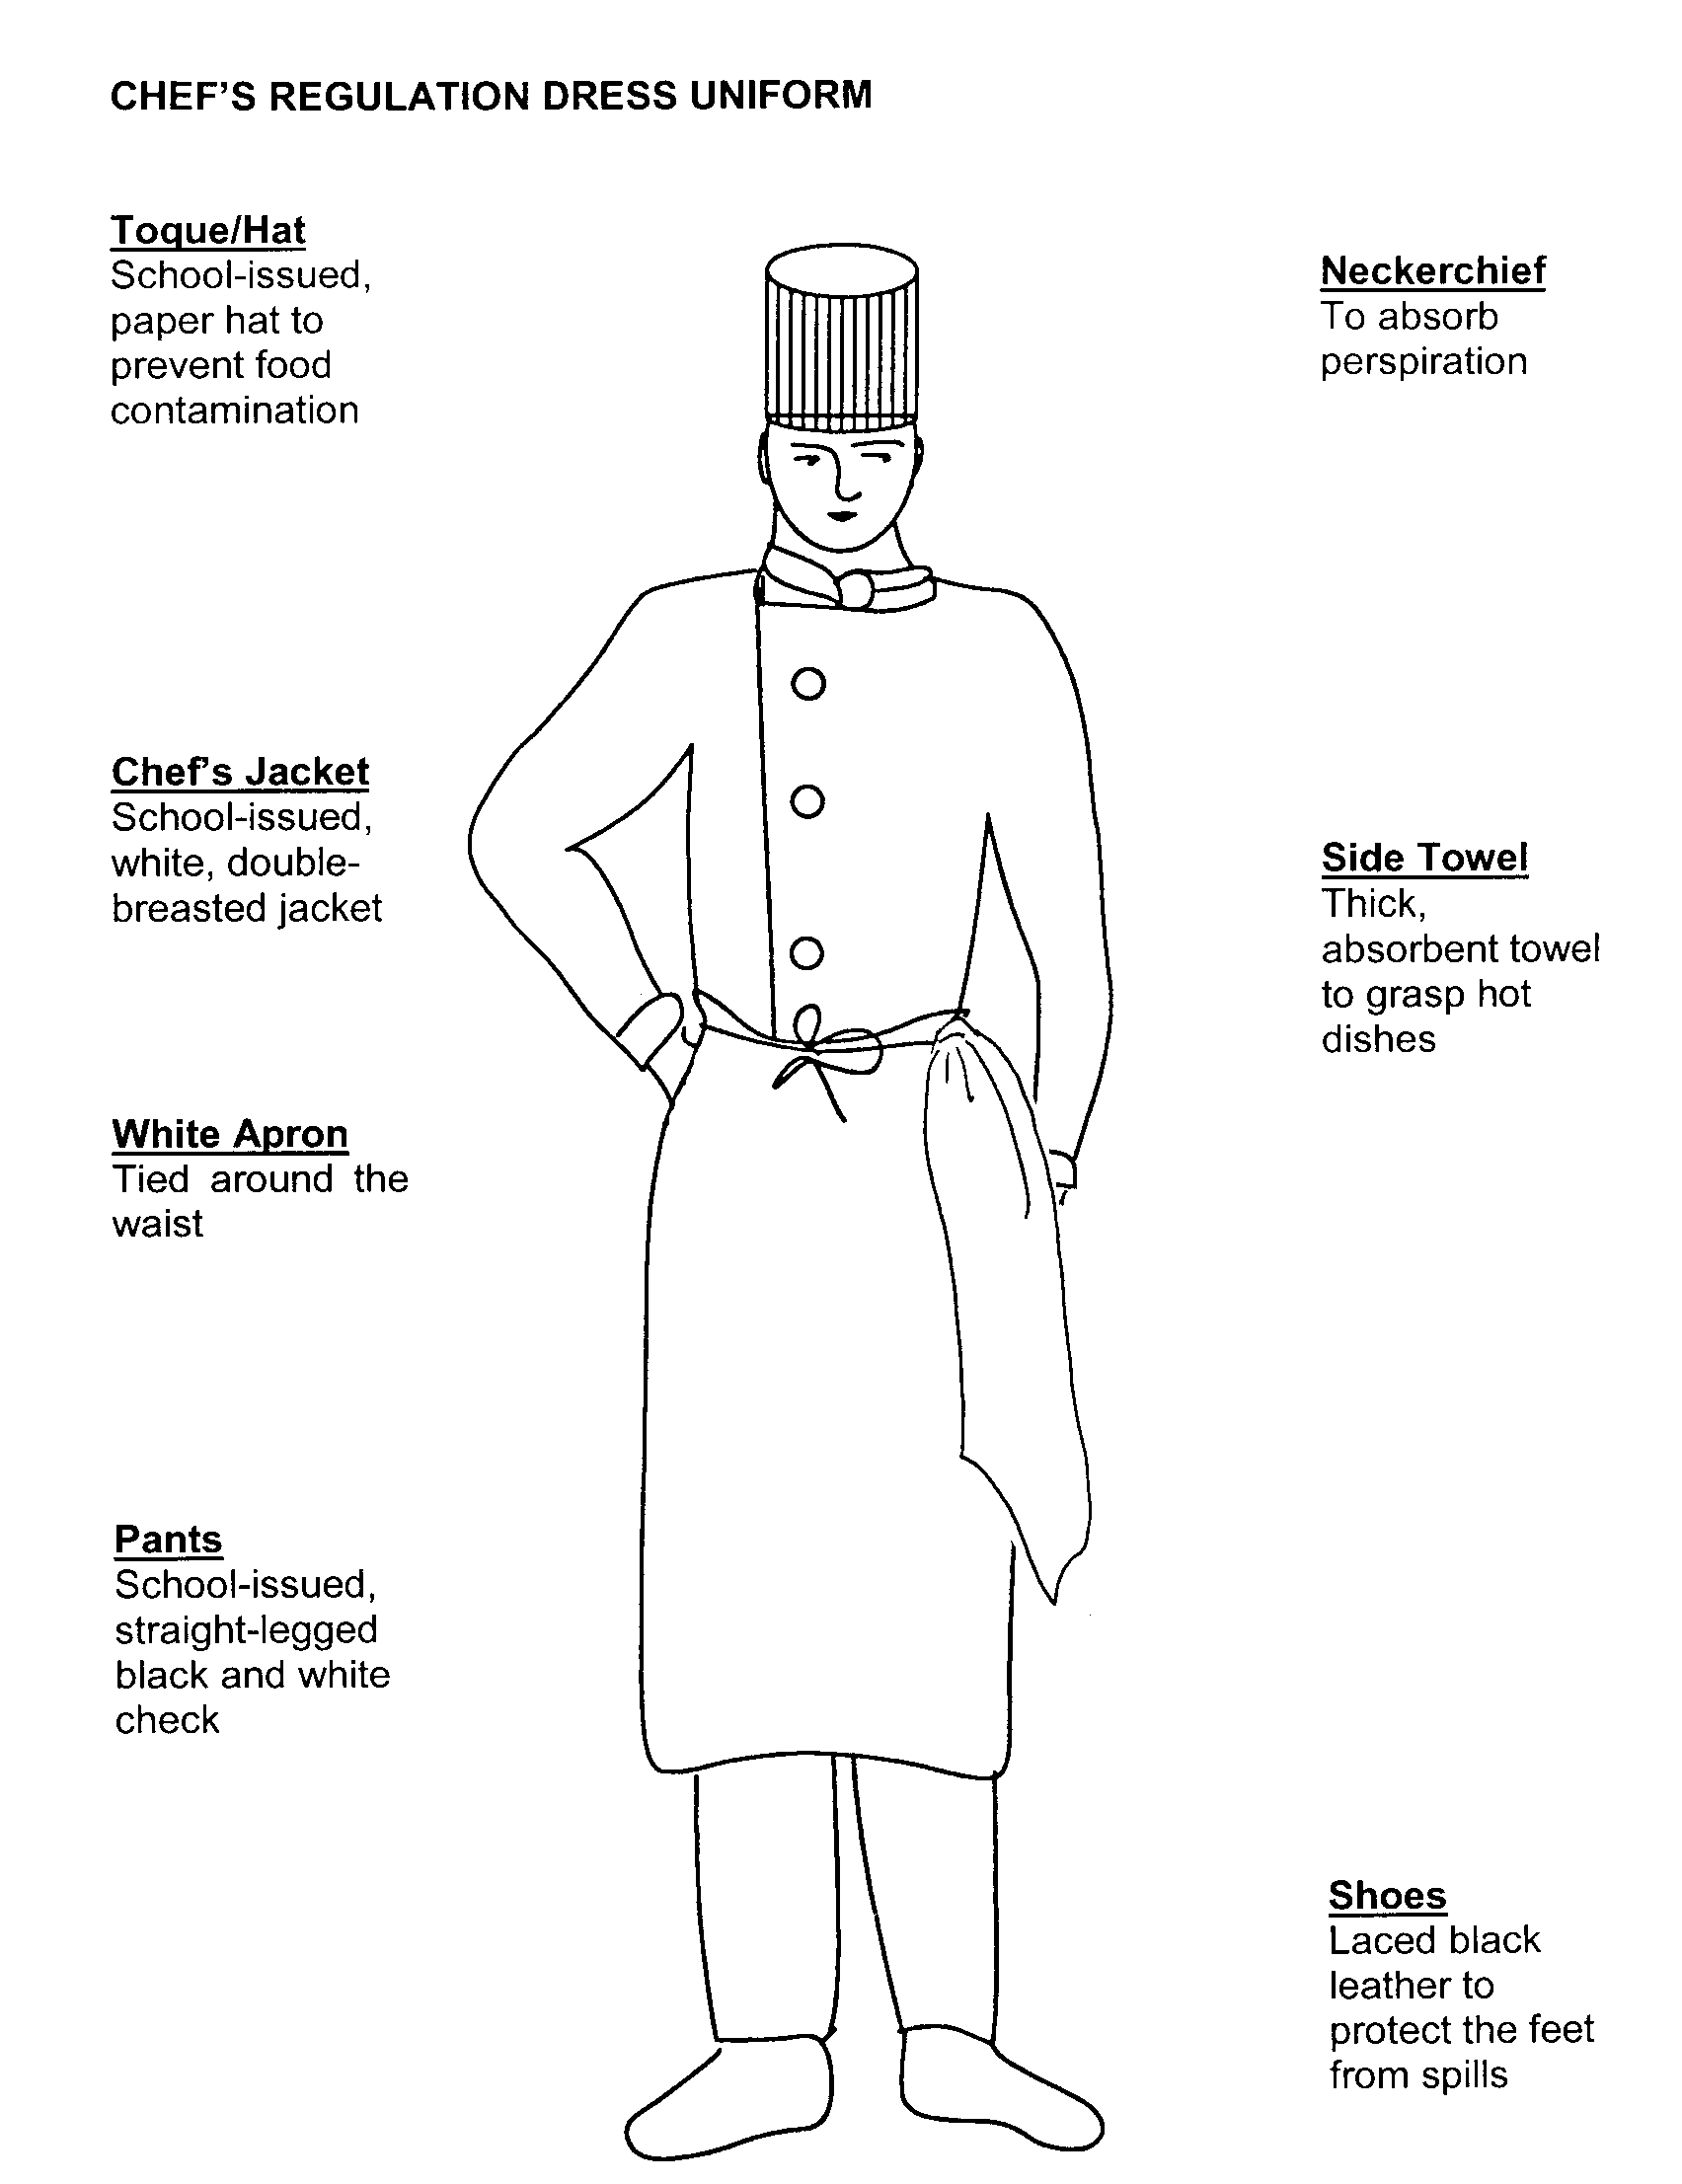 CHEF'S REGULATION DRESS UNIFORM
Toque/Hat
School-issued,
paper hat to
prevent food
contamination
Neckerchief
To absorb
perspiration
Chef's Jacket
School-issued,
white, double-
breasted jacket
Side Towel
Thick,
absorbent towel
to grasp hot
dishes
White Apron
Tied around the
waist
Pants
School-issued,
straight-legged
black and white
check
Shoes
Laced black
leather to
protect the feet
from spills